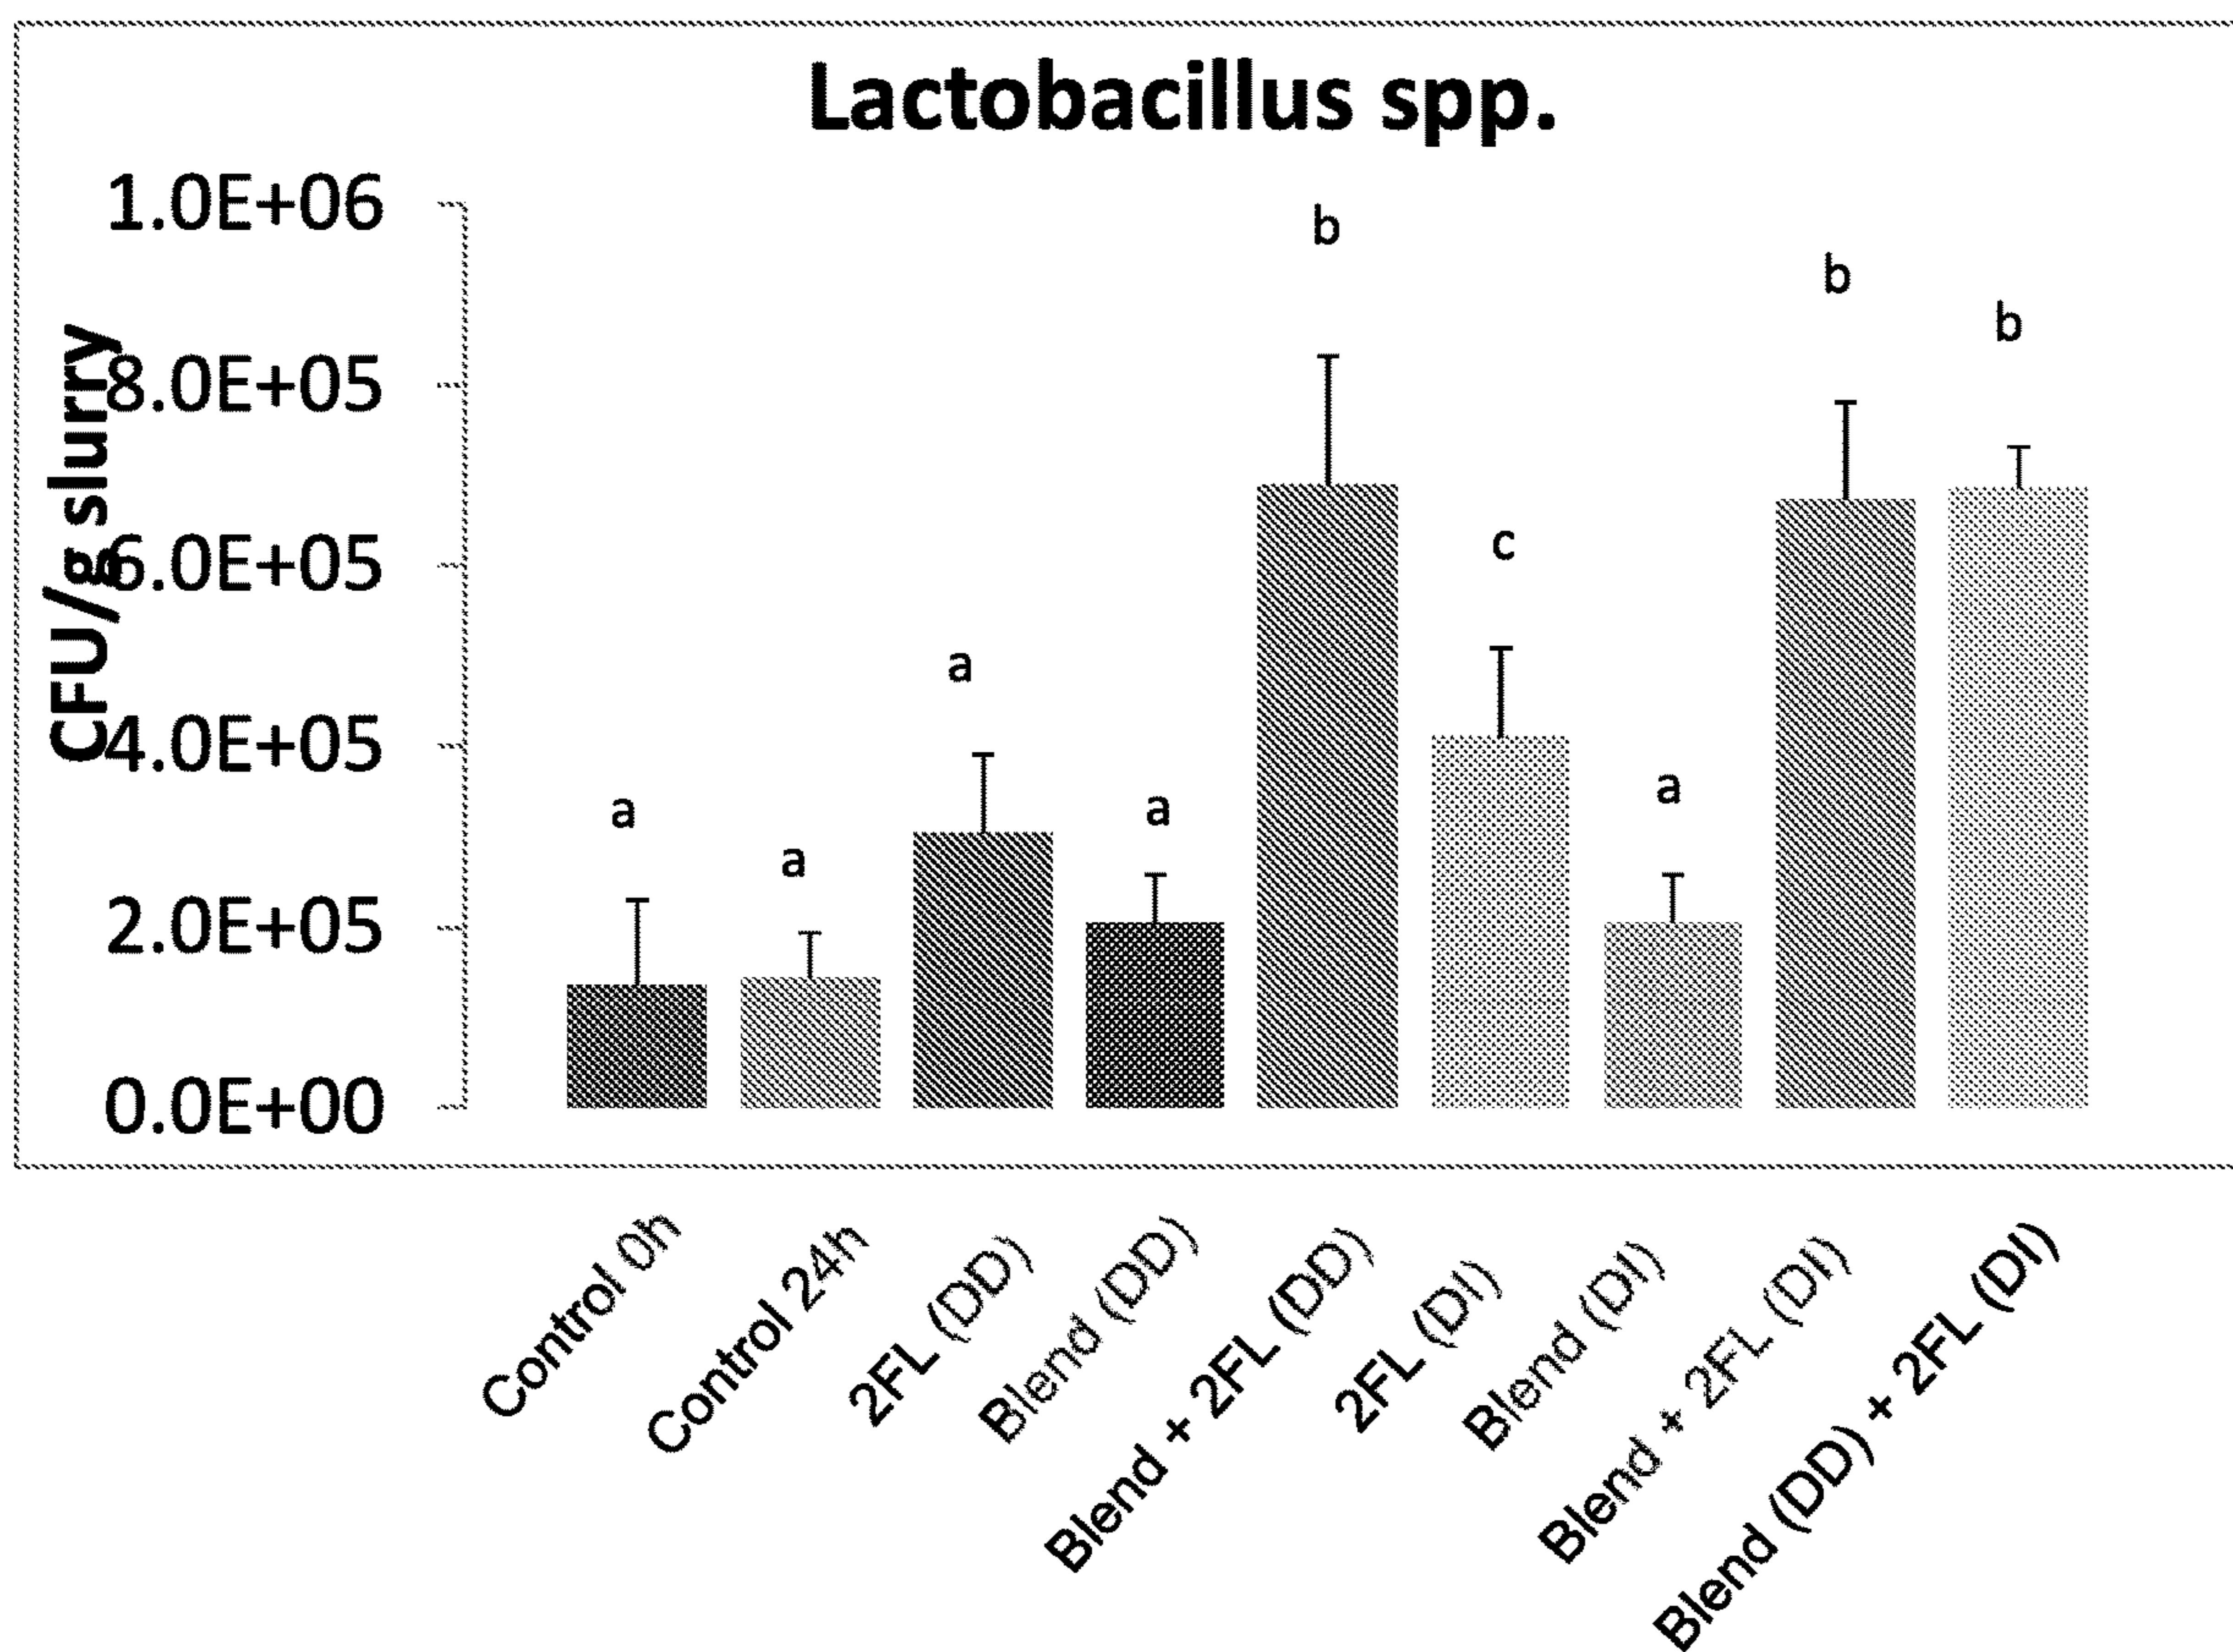 Lactobacillus spp.
CFU/g slurry
1.0E+06
8.0E+05
6.0E+05
4.0E+05
2.0E+05
0.0E+00
a
a
a
a
b
c
a
b
b
Control 0h
Control 24h
2FL (DD)
Blend (DD)
Blend + 2FL (DD)
2FL (DI)
Blend (DI)
Blend + 2FL (DI)
Blend (DD) + 2FL (DI)